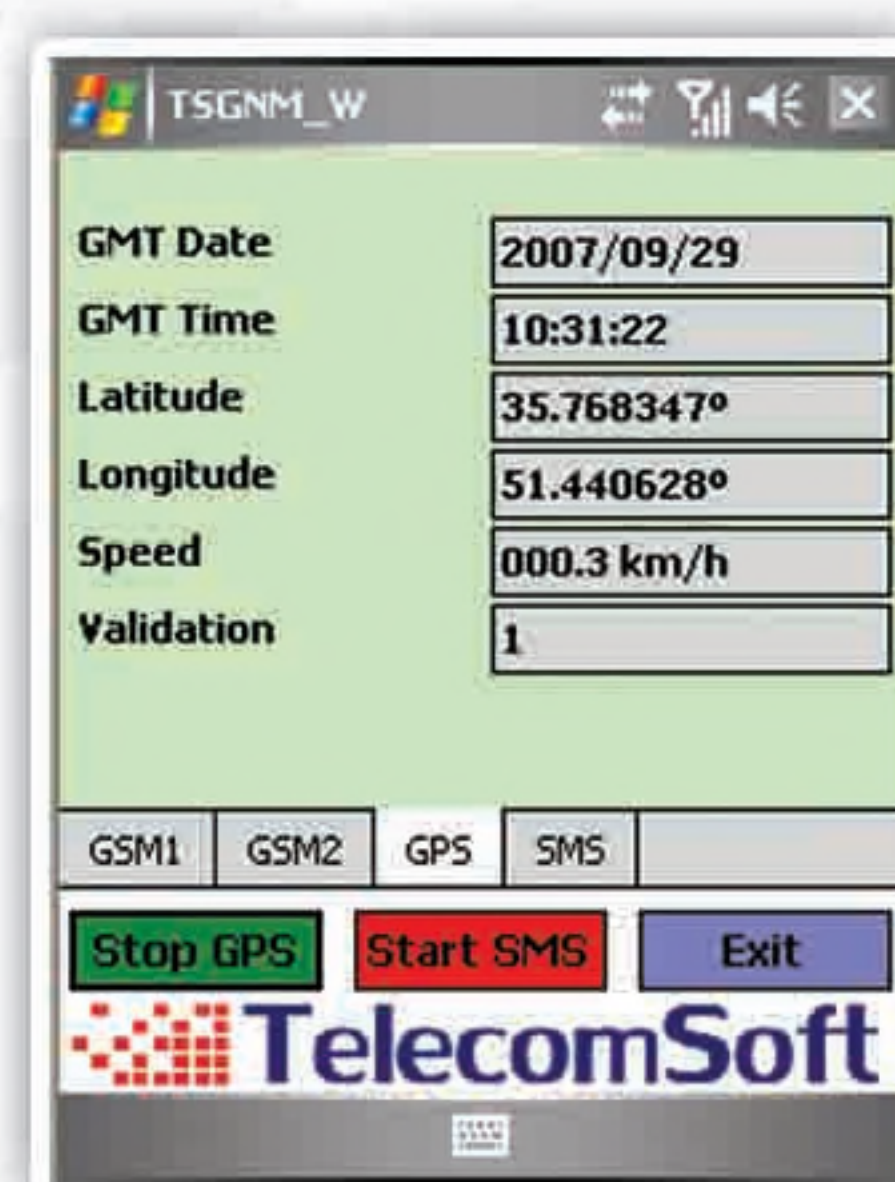 TSGNM_W
GMT Date 2007/09/29
GMT Time 10:31:22
Latitude 35.768347º
Longitude 51.440628º
Speed 000.3 km/h
Validation 1
GSM1 GSM2 GPS SMS
Stop GPS Start SMS Exit
TelecomSoft